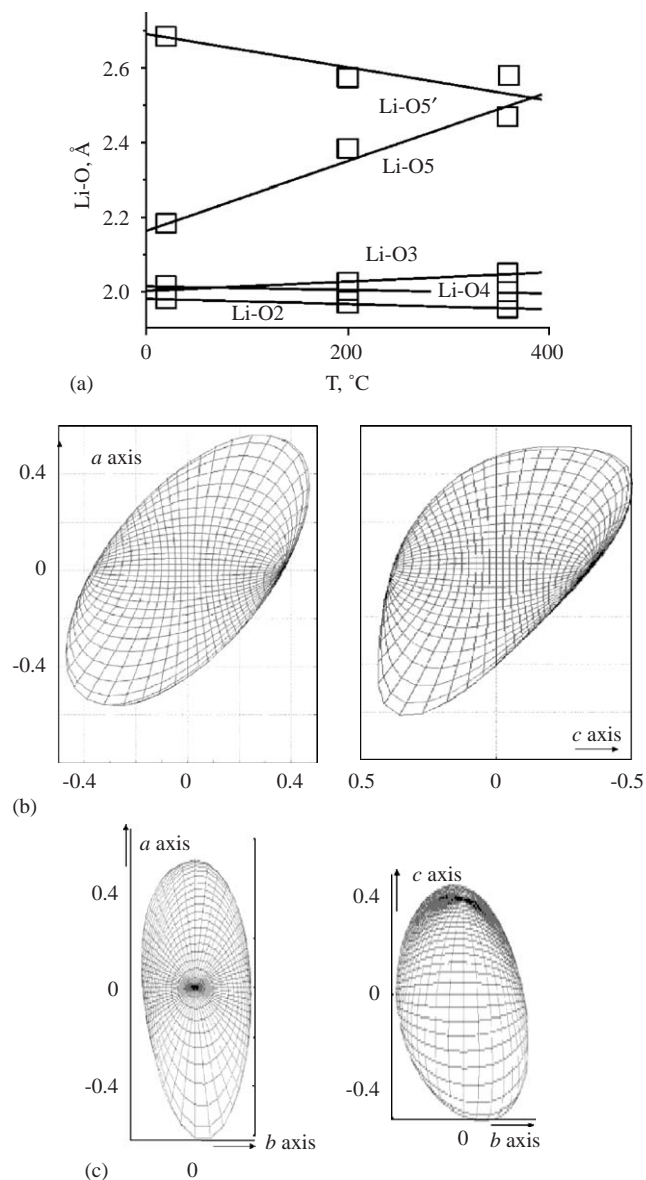 2.6
2.4
2.2
2.0
Li-O, Å
Li-O5′
Li-O5
Li-O3
Li-O4
Li-O2
0
200
400
(a)
T, ˚C
a axis
0.4
0
-0.4
c axis
-0.4
0
0.4
0.5
0
-0.5
(b)
a axis
0.4
0
-0.4
b axis
0
c axis
0.4
0
-0.4
0
b axis
(c)